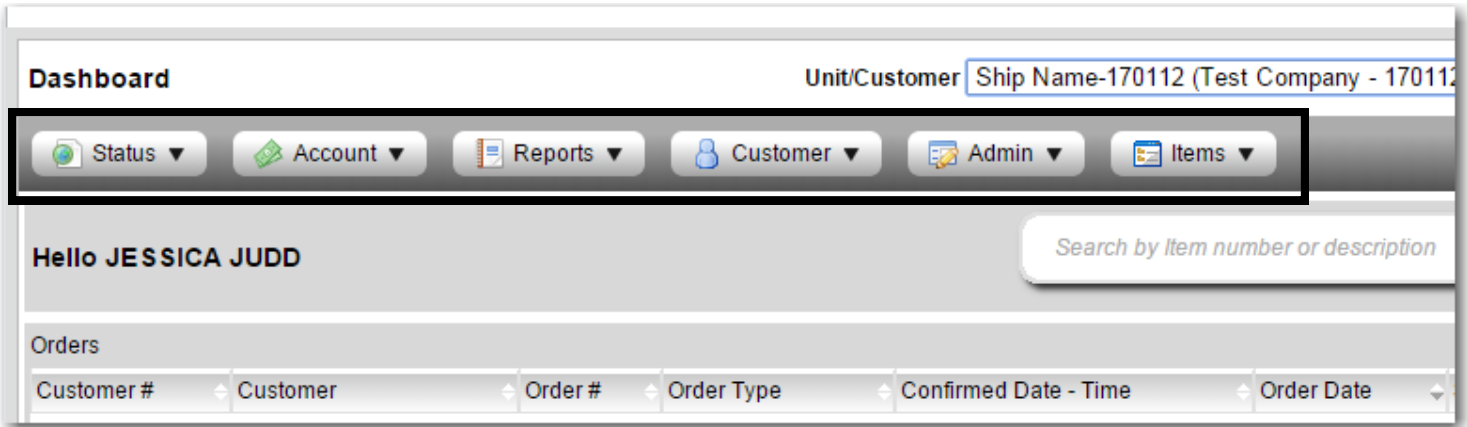 Dashboard Unit/Customer Ship Name-170112 (Test Company - 170112
Status ▼ Account ▼ Reports ▼ Customer ▼ Admin ▼ Items ▼
Hello JESSICA JUDD Search by Item number or description
Orders
Customer # Customer Order # Order Type Confirmed Date - Time Order Date